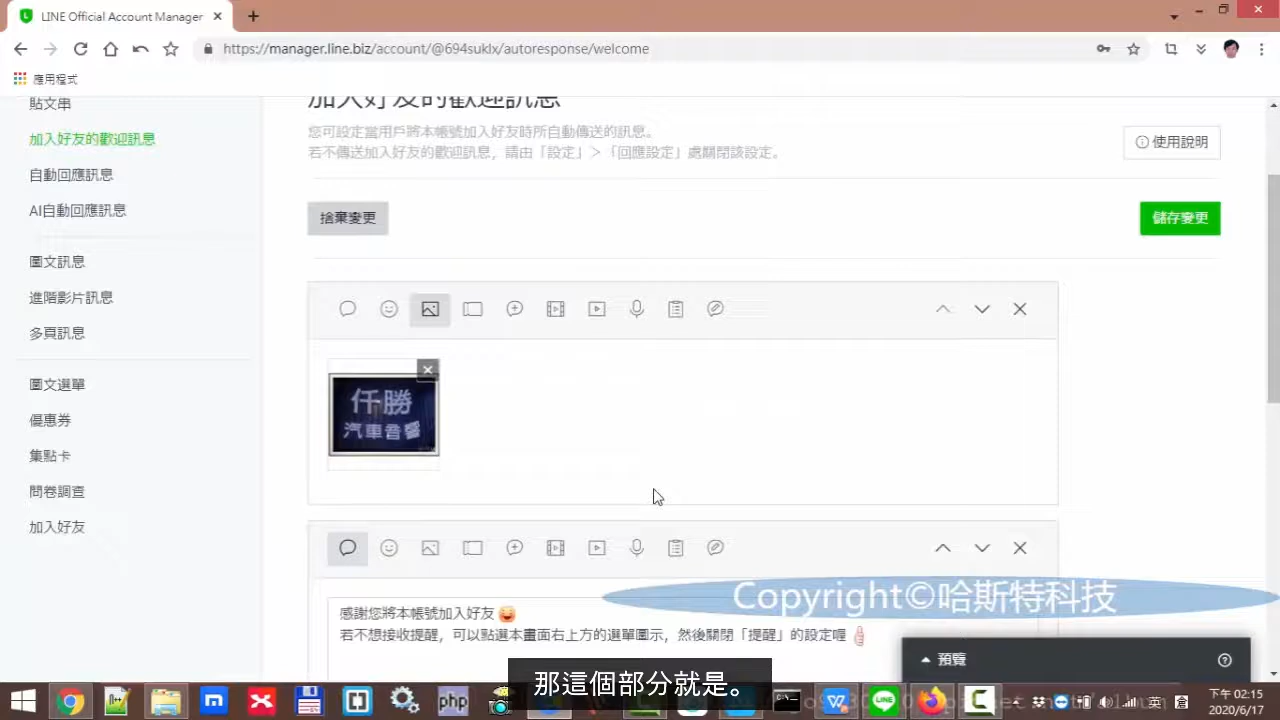 LINE Official Account Manager
https://manager.line.biz/account/@694suklx/autoresponse/welcome
應用程式
貼文串
加入好友的歡迎訊息
自動回應訊息
AI自動回應訊息
圖文訊息
進階影片訊息
多頁訊息
圖文選單
優惠券
集點卡
問卷調查
加入好友
加入好友的歡迎訊息
您可設定當用戶將本帳號加入好友時所自動傳送的訊息。
若不傳送加入好友的歡迎訊息，請由「設定」＞「回應設定」處關閉該設定。
使用說明
捨棄變更
儲存變更
仟勝
汽車音響
感謝您將本帳號加入好友
若不想接收提醒，可以點選本畫面右上方的選單圖示，然後關閉「提醒」的設定喔
Copyright©哈斯特科技
預覽
那這個部分就是。
php
英
下午 02:15
2020/6/17